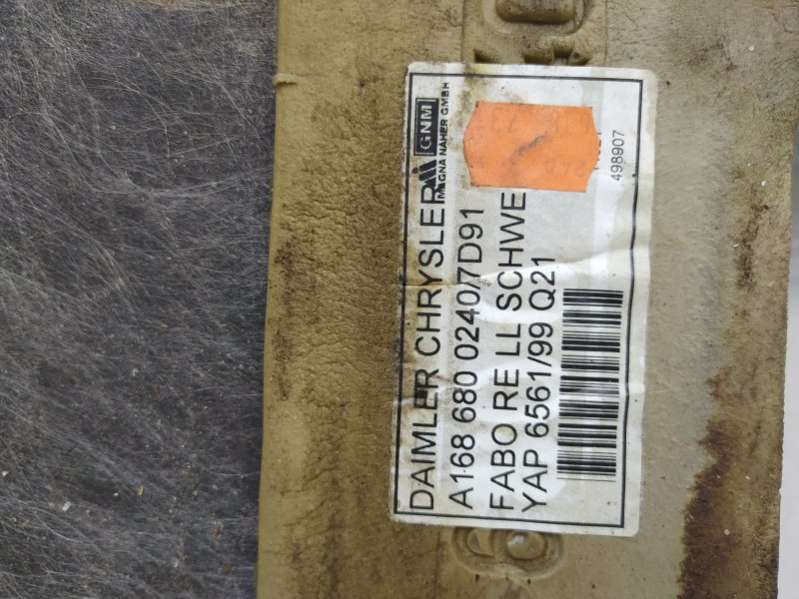 DAIMLER CHRYSLER
GNM
MAGNA NAHER GMBH
A168 680 0240/7D91
FABO RE LL SCHWE
YAP 6561/99 Q21
498907